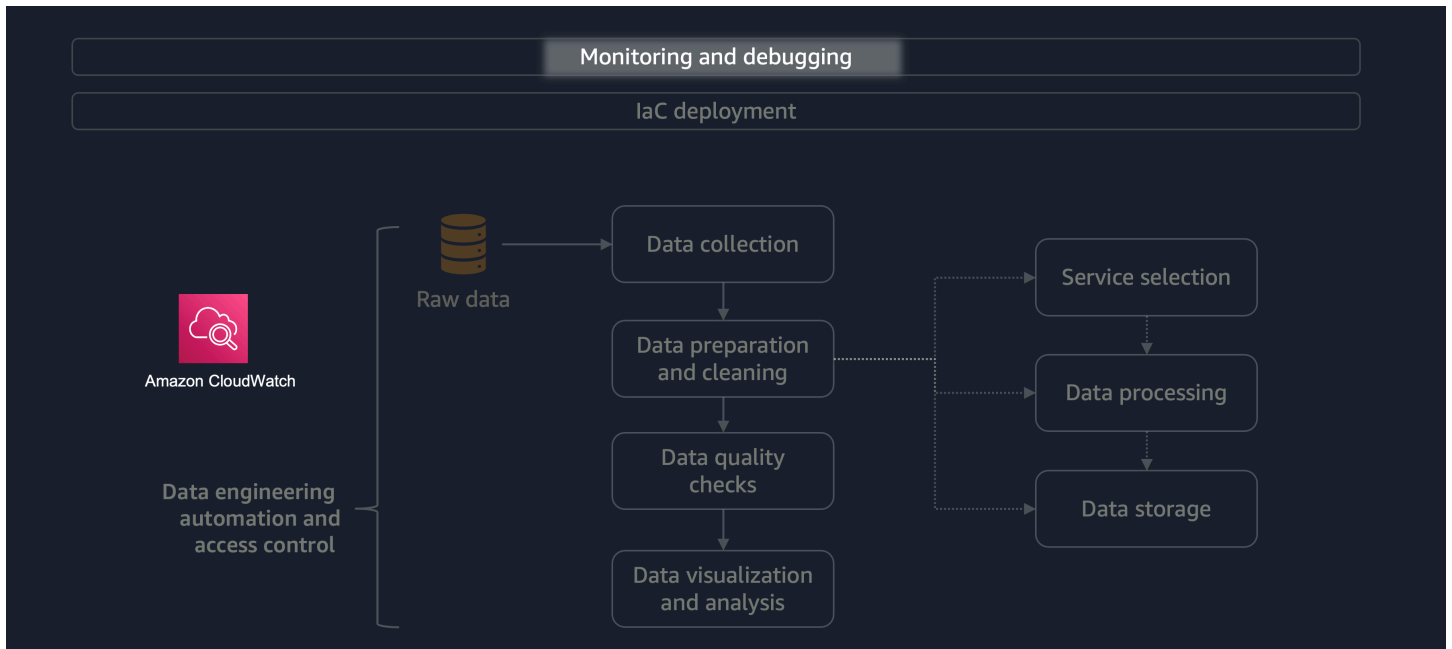 Monitoring and debugging
IaC deployment
Raw data
Data collection
Data preparation
and cleaning
Data quality
checks
Data visualization
and analysis
Service selection
Data processing
Data storage
Amazon CloudWatch
Data engineering
automation and
access control